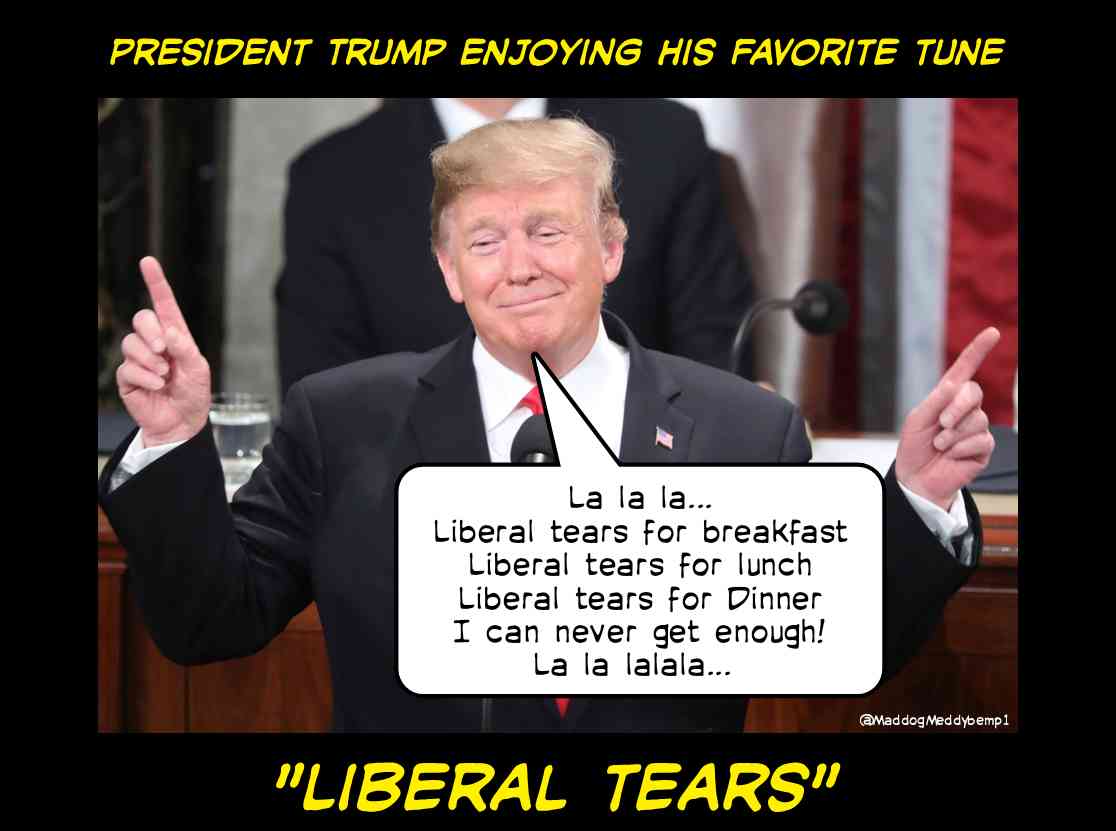 PRESIDENT TRUMP ENJOYING HIS FAVORITE TUNE
La la la...
Liberal tears for breakfast
Liberal tears for lunch
Liberal tears for Dinner
I can never get enough!
La la lalala...
@MaddogMeddybemp1
"LIBERAL TEARS"